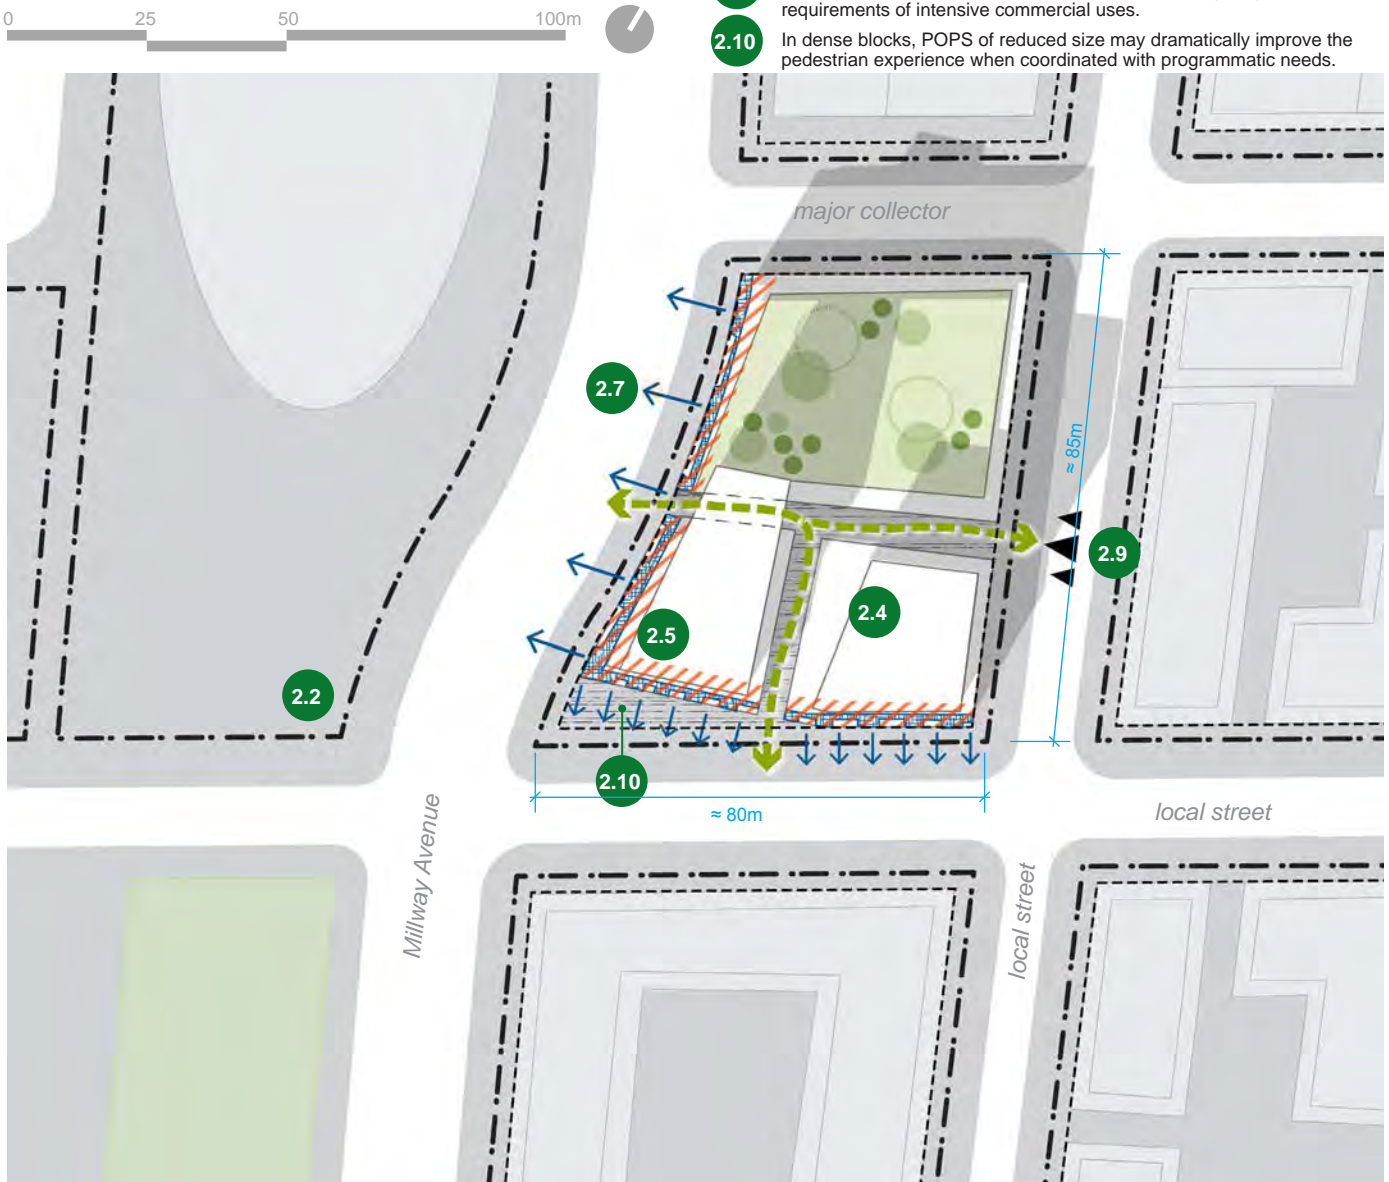 0 25 50 100m
requirements of intensive commercial uses.
2.10 In dense blocks, POPS of reduced size may dramatically improve the
pedestrian experience when coordinated with programmatic needs.
major collector
2.7
≈ 85m
2.9
2.4
2.5
2.2
2.10
≈ 80m
local street
Millway Avenue
local street